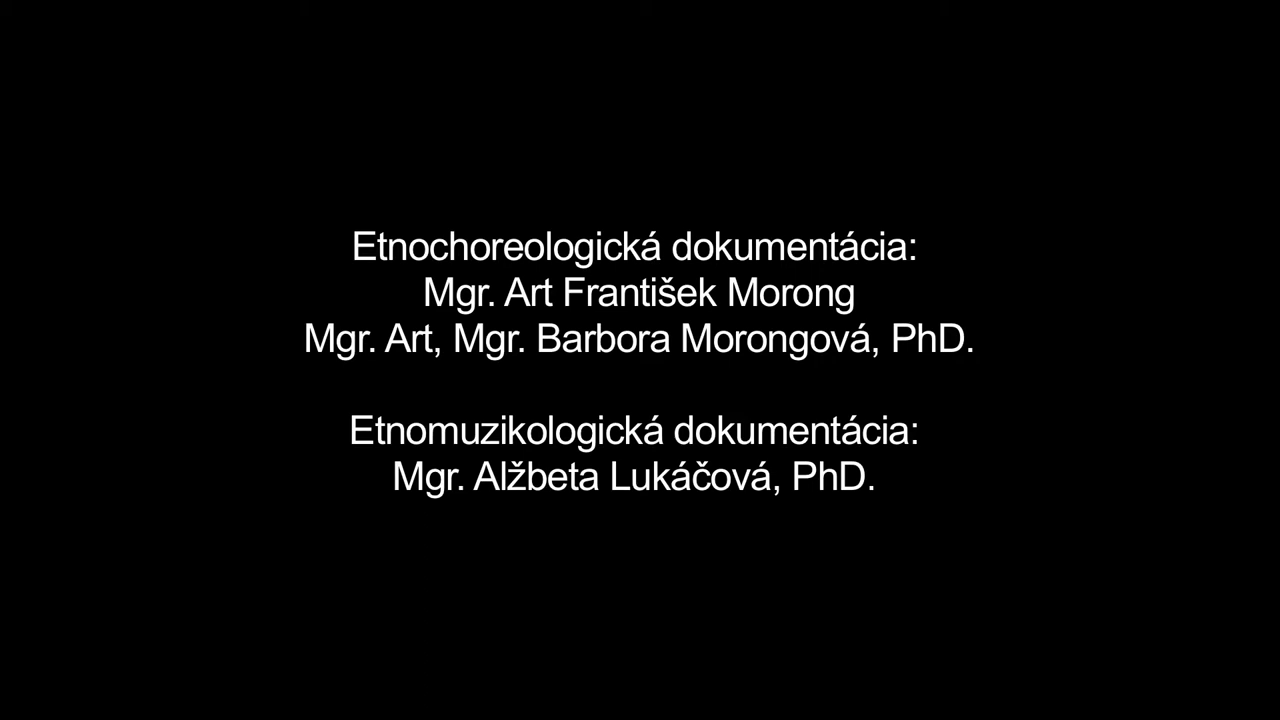 Etnochoreologická dokumentácia:
Mgr. Art František Morong
Mgr. Art, Mgr. Barbora Morongová, PhD.
Etnomuzikologická dokumentácia:
Mgr. Alžbeta Lukáčová, PhD.